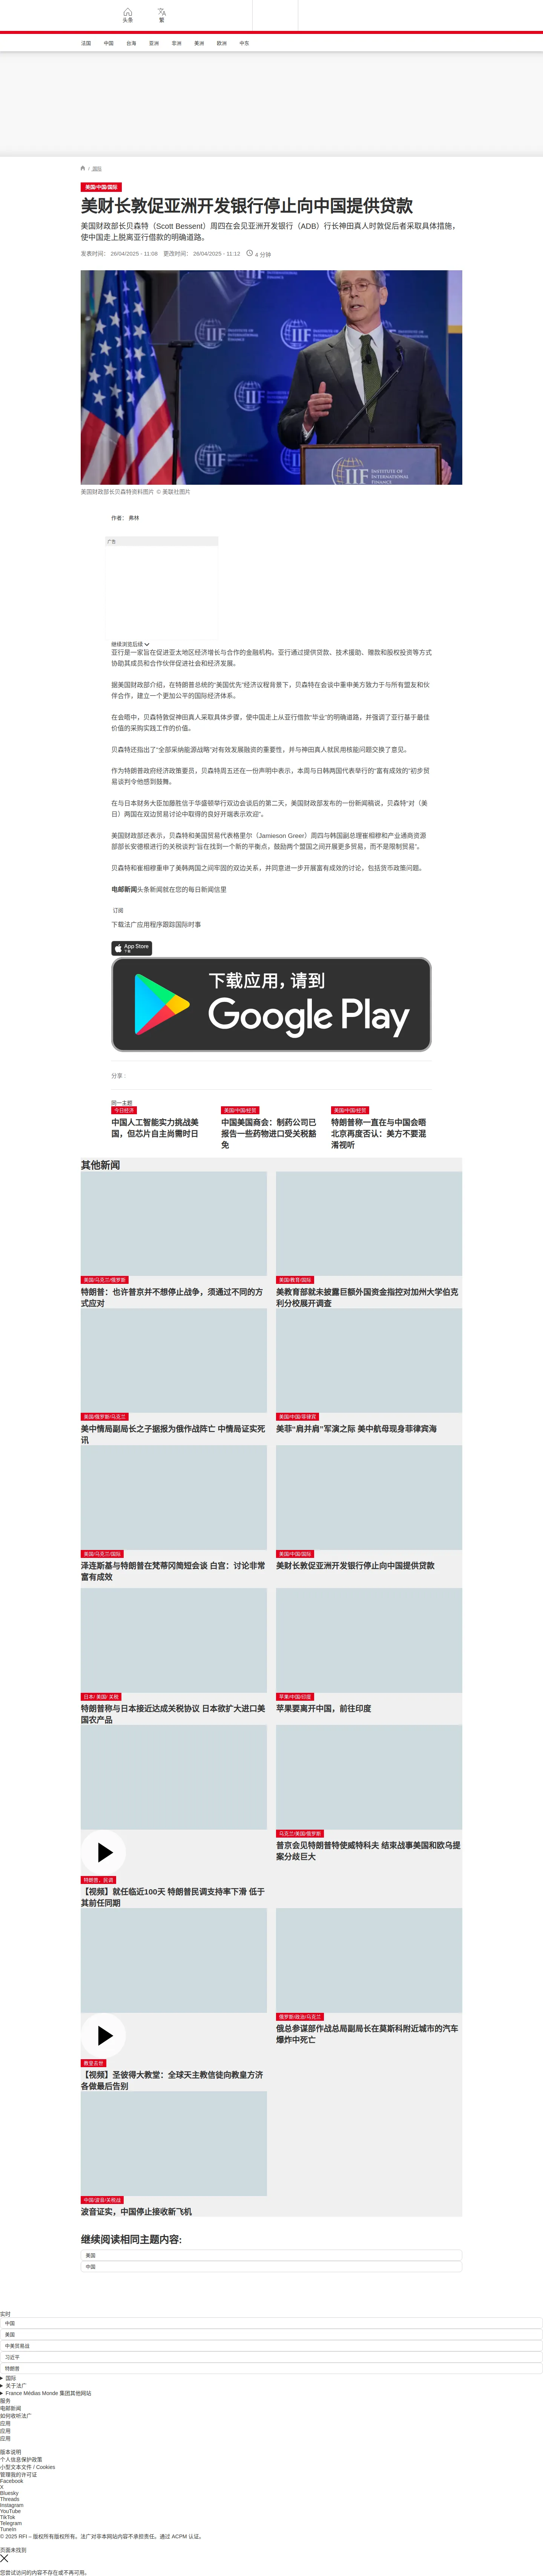 头条
繁
法国
中国
台海
亚洲
非洲
美洲
欧洲
中东
/ 国际
美国/中国/国际
美财长敦促亚洲开发银行停止向中国提供贷款
美国财政部长贝森特（Scott Bessent）周四在会见亚洲开发银行（ADB）行长神田真人时敦促后者采取具体措施，
使中国走上脱离亚行借款的明确道路。
发表时间： 26/04/2025 - 11:08 更改时间： 26/04/2025 - 11:12 4 分钟
INSTITUTE OF
INTERNATIONAL
FINANCE
美国财政部长贝森特资料图片 © 美联社图片
作者： 弗林
广告
继续浏览后续
亚行是一家旨在促进亚太地区经济增长与合作的金融机构。亚行通过提供贷款、技术援助、赠款和股权投资等方式
协助其成员和合作伙伴促进社会和经济发展。
据美国财政部介绍，在特朗普总统的“美国优先”经济议程背景下，贝森特在会谈中重申美方致力于与所有盟友和伙
伴合作，建立一个更加公平的国际经济体系。
在会晤中，贝森特敦促神田真人采取具体步骤，使中国走上从亚行借款“毕业”的明确道路，并强调了亚行基于最佳
价值的采购实践工作的价值。
贝森特还指出了“全部采纳能源战略”对有效发展融资的重要性，并与神田真人就民用核能问题交换了意见。
作为特朗普政府经济政策要员，贝森特周五还在一份声明中表示，本周与日韩两国代表举行的“富有成效的”初步贸
易谈判令他感到鼓舞。
在与日本财务大臣加藤胜信于华盛顿举行双边会谈后的第二天，美国财政部发布的一份新闻稿说，贝森特“对（美
日）两国在双边贸易讨论中取得的良好开端表示欢迎”。
美国财政部还表示，贝森特和美国贸易代表格里尔（Jamieson Greer）周四与韩国副总理崔相穆和产业通商资源
部部长安德根进行的关税谈判“旨在找到一个新的平衡点，鼓励两个盟国之间开展更多贸易，而不是限制贸易”。
贝森特和崔相穆重申了美韩两国之间牢固的双边关系，并同意进一步开展富有成效的讨论，包括货币政策问题。
电邮新闻头条新闻就在您的每日新闻信里
订阅
下载法广应用程序跟踪国际时事
App Store
下载应用，请到
Google Play
分享 :
同一主题
今日经济
中国人工智能实力挑战美
国，但芯片自主尚需时日
美国/中国/经贸
中国美国商会：制药公司已
报告一些药物进口受关税豁
免
美国/中国/经贸
特朗普称一直在与中国会晤
北京再度否认：美方不要混
淆视听
其他新闻
美国/乌克兰/俄罗斯
特朗普：也许普京并不想停止战争，须通过不同的方
式应对
美国/教育/国际
美教育部就未披露巨额外国资金指控对加州大学伯克
利分校展开调查
美国/俄罗斯/乌克兰
美中情局副局长之子据报为俄作战阵亡 中情局证实死
讯
美国/中国/菲律宾
美菲“肩并肩”军演之际 美中航母现身菲律宾海
美国/乌克兰/国际
泽连斯基与特朗普在梵蒂冈简短会谈 白宫：讨论非常
富有成效
美国/中国/国际
美财长敦促亚洲开发银行停止向中国提供贷款
日本/ 美国/ 关税
特朗普称与日本接近达成关税协议 日本欲扩大进口美
国农产品
苹果/中国/印度
苹果要离开中国，前往印度
特朗普，民调
【视频】就任临近100天 特朗普民调支持率下滑 低于
其前任同期
乌克兰/美国/俄罗斯
普京会见特朗普特使威特科夫 结束战事美国和欧乌提
案分歧巨大
教皇去世
【视频】圣彼得大教堂：全球天主教信徒向教皇方济
各做最后告别
俄罗斯/政治/乌克兰
俄总参谋部作战总局副局长在莫斯科附近城市的汽车
爆炸中死亡
中国/波音/关税战
波音证实，中国停止接收新飞机
继续阅读相同主题内容:
美国
中国
实时
中国
美国
中美贸易战
习近平
特朗普
国际
关于法广
France Médias Monde 集团其他网站
服务
电邮新闻
如何收听法广
应用
应用
应用
版本说明
个人信息保护政策
小型文本文件 / Cookies
管理我的许可证
Facebook
X
Bluesky
Threads
Instagram
YouTube
TikTok
Telegram
TuneIn
© 2025 RFI – 版权所有版权所有。法广对非本网站内容不承担责任。通过 ACPM 认证。
页面未找到
您尝试访问的内容不存在或不再可用。